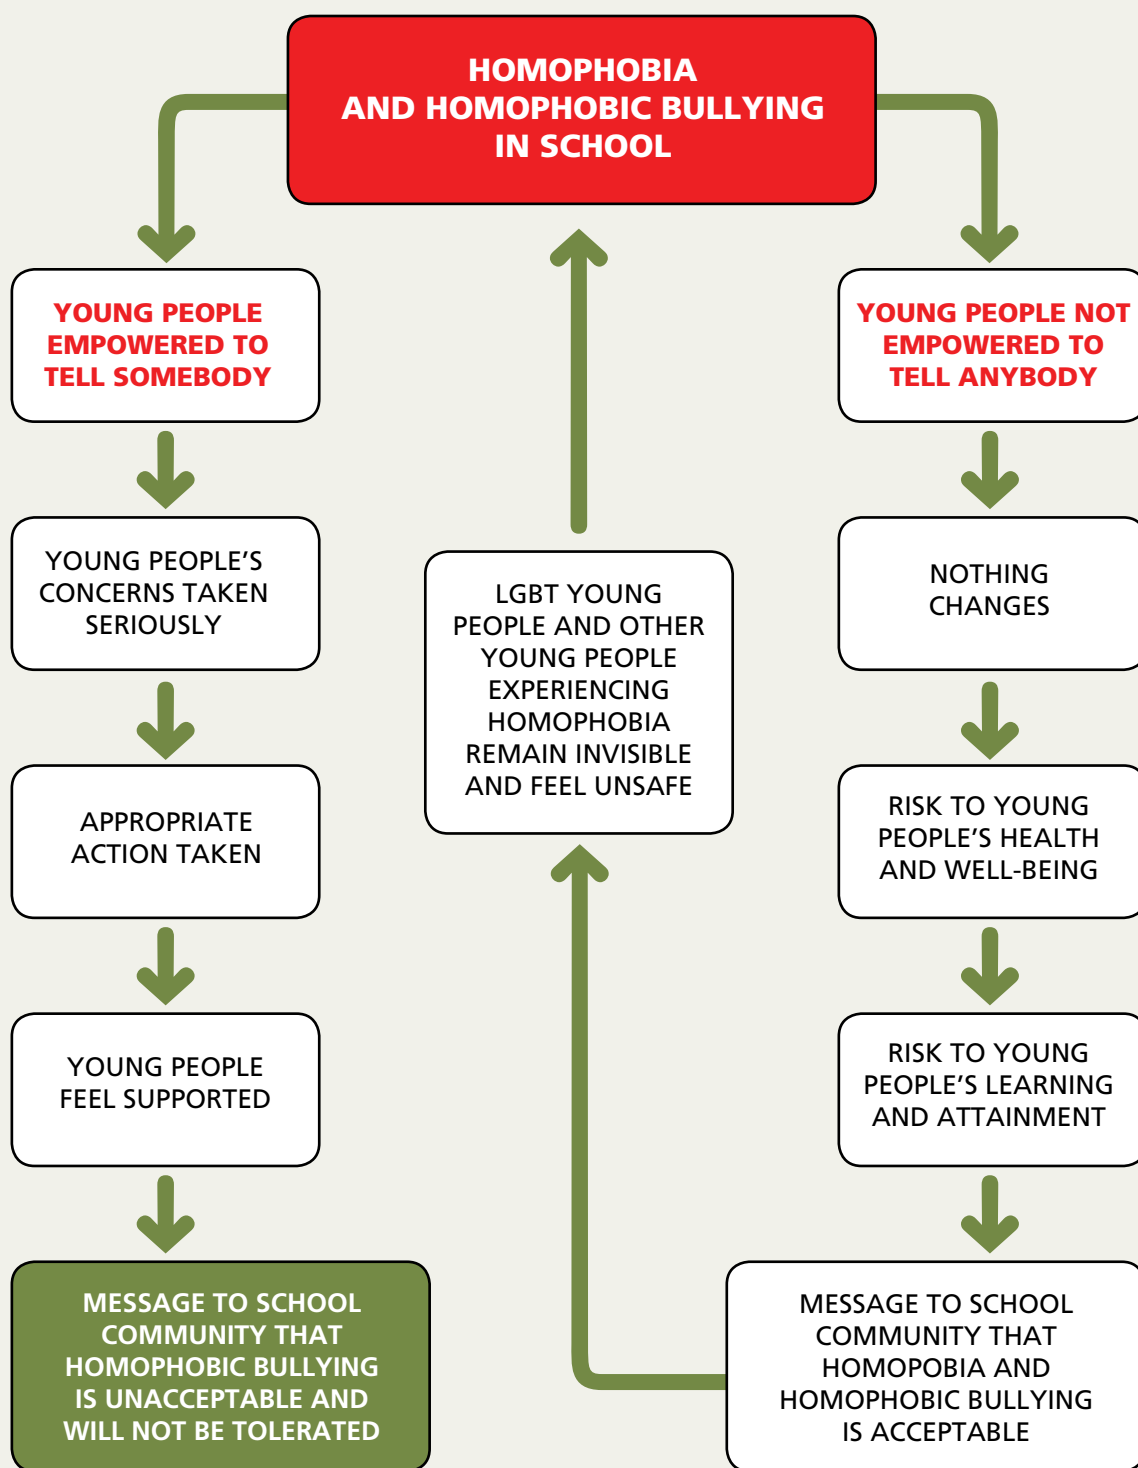 HOMOPHOBIA
AND HOMOPHOBIC BULLYING
IN SCHOOL
YOUNG PEOPLE
EMPOWERED TO
TELL SOMEBODY
YOUNG PEOPLE'S
CONCERNS TAKEN
SERIOUSLY
APPROPRIATE
ACTION TAKEN
YOUNG PEOPLE
FEEL SUPPORTED
MESSAGE TO SCHOOL
COMMUNITY THAT
HOMOPHOBIC BULLYING
IS UNACCEPTABLE AND
WILL NOT BE TOLERATED
YOUNG PEOPLE NOT
EMPOWERED TO
TELL ANYBODY
NOTHING
CHANGES
RISK TO YOUNG
PEOPLE'S HEALTH
AND WELL-BEING
RISK TO YOUNG
PEOPLE'S LEARNING
AND ATTAINMENT
MESSAGE TO SCHOOL
COMMUNITY THAT
HOMOPOBIA AND
HOMOPHOBIC BULLYING
IS ACCEPTABLE
LGBT YOUNG
PEOPLE AND OTHER
YOUNG PEOPLE
EXPERIENCING
HOMOPHOBIA
REMAIN INVISIBLE
AND FEEL UNSAFE